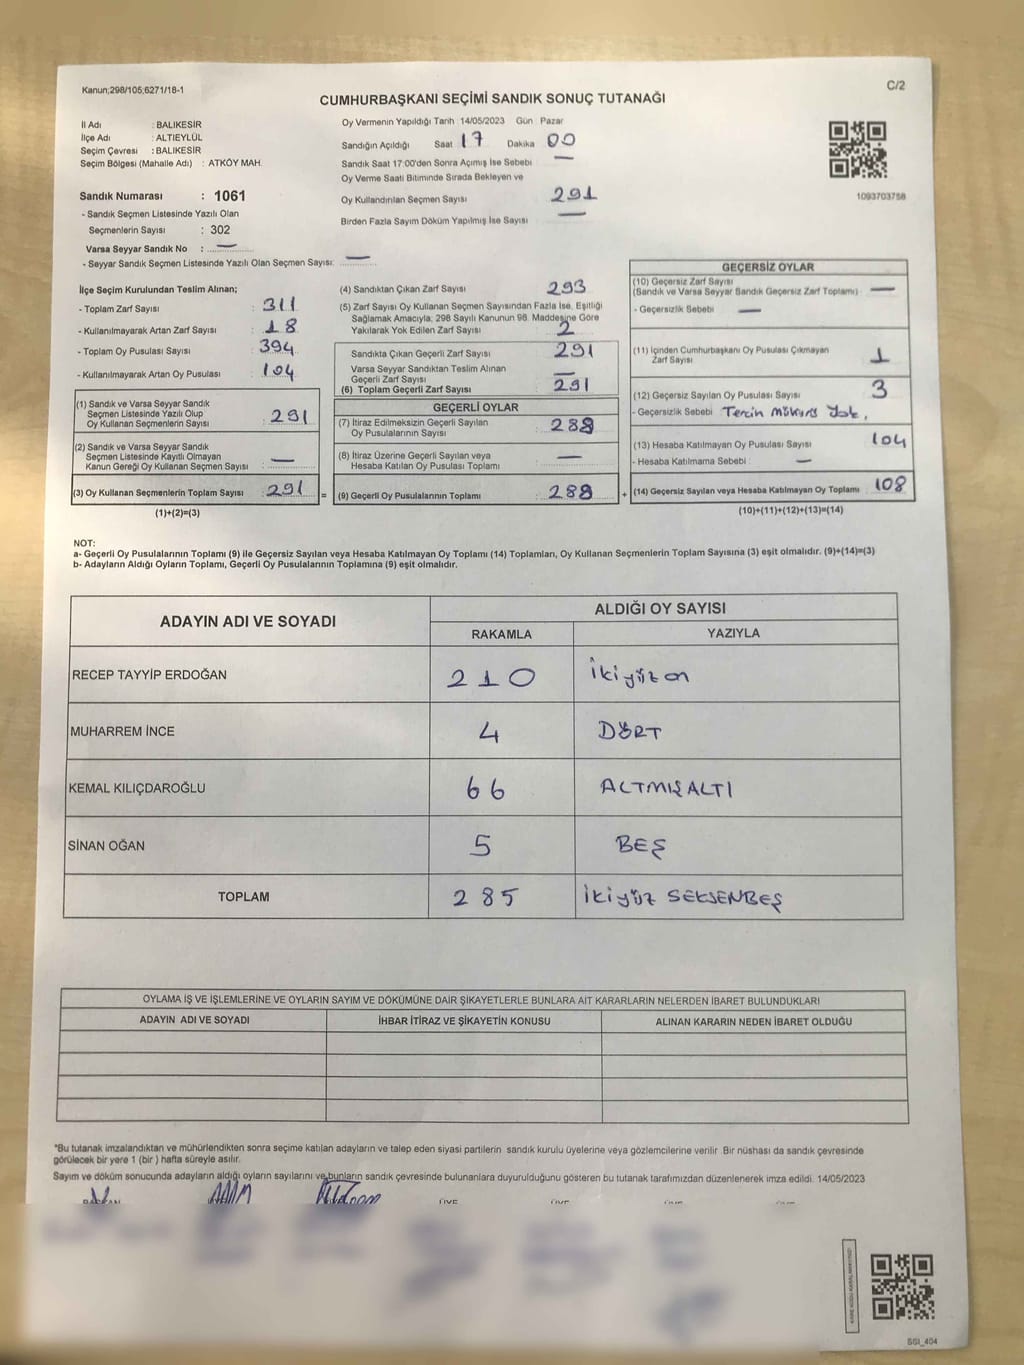 Kanun;298/105;6271/18-1
C/2
CUMHURBAŞKANI SEÇİMİ SANDIK SONUÇ TUTANAĞI
İl Adı : BALIKESİR
İlçe Adı : ALTIEYLÜL
Seçim Çevresi : BALIKESİR
Seçim Bölgesi (Mahalle Adı) : ATKÖY MAH.
Oy Vermenin Yapıldığı Tarih 14/05/2023 Gün Pazar
Sandığın Açıldığı Saat 17 Dakika 00
Sandık Saat 17:00'den Sonra Açımış İse Sebebi —
Oy Verme Saati Bitiminde Sırada Bekleyen ve
Oy Kullandırılan Seçmen Sayısı 291
Birden Fazla Sayım Döküm Yapılmış İse Sayısı —
1093703758
Sandık Numarası : 1061
- Sandık Seçmen Listesinde Yazılı Olan
Seçmenlerin Sayısı : 302
Varsa Seyyar Sandık No : —
- Seyyar Sandık Seçmen Listesinde Yazılı Olan Seçmen Sayısı: —
İlçe Seçim Kurulundan Teslim Alınan;
- Toplam Zarf Sayısı : 311
- Kullanılmayarak Artan Zarf Sayısı : 18
- Toplam Oy Pusulası Sayısı : 394
- Kullanılmayarak Artan Oy Pusulası : 104
(1) Sandık ve Varsa Seyyar Sandık
Seçmen Listesinde Yazılı Olup
Oy Kullanan Seçmenlerin Sayısı : 291
(2) Sandık ve Varsa Seyyar Sandık
Seçmen Listesinde Kayıtlı Olmayan
Kanun Gereği Oy Kullanan Seçmen Sayısı : —
(3) Oy Kullanan Seçmenlerin Toplam Sayısı : 291 =
(1)+(2)=(3)
(4) Sandıktan Çıkan Zarf Sayısı : 293
(5) Zarf Sayısı Oy Kullanan Seçmen Sayısından Fazla İse, Eşitliği
Sağlamak Amacıyla; 298 Sayılı Kanunun 98. Maddesine Göre
Yakılarak Yok Edilen Zarf Sayısı : 2
Sandıkta Çıkan Geçerli Zarf Sayısı : 291
Varsa Seyyar Sandıktan Teslim Alınan
Geçerli Zarf Sayısı : —
(6) Toplam Geçerli Zarf Sayısı : 291
GEÇERLİ OYLAR
(7) İtiraz Edilmeksizin Geçerli Sayılan
Oy Pusulalarının Sayısı : 288
(8) İtiraz Üzerine Geçerli Sayılan veya
Hesaba Katılan Oy Pusulası Toplamı : —
(9) Geçerli Oy Pusulalarının Toplamı : 288 +
GEÇERSİZ OYLAR
(10) Geçersiz Zarf Sayısı
(Sandık ve Varsa Seyyar Sandık Geçersiz Zarf Toplamı) —
- Geçersizlik Sebebi : —
(11) İçinden Cumhurbaşkanı Oy Pusulası Çıkmayan
Zarf Sayısı : 1
(12) Geçersiz Sayılan Oy Pusulası Sayısı : 3
- Geçersizlik Sebebi : Tercih Mührü Yok.
(13) Hesaba Katılmayan Oy Pusulası Sayısı : 104
- Hesaba Katılmama Sebebi : —
(14) Geçersiz Sayılan veya Hesaba Katılmayan Oy Toplamı : 108
(10)+(11)+(12)+(13)=(14)
NOT:
a- Geçerli Oy Pusulalarının Toplamı (9) ile Geçersiz Sayılan veya Hesaba Katılmayan Oy Toplamı (14) Toplamları, Oy Kullanan Seçmenlerin Toplam Sayısına (3) eşit olmalıdır. (9)+(14)=(3)
b- Adayların Aldığı Oyların Toplamı, Geçerli Oy Pusulalarının Toplamına (9) eşit olmalıdır.
ADAYIN ADI VE SOYADI ALDIĞI OY SAYISI
RAKAMLA YAZIYLA
RECEP TAYYİP ERDOĞAN 210 İkiyüz on
MUHARREM İNCE 4 DÖRT
KEMAL KILIÇDAROĞLU 66 ALTMIŞALTI
SİNAN OĞAN 5 BEŞ
TOPLAM 285 İkiyüz SEKSENBEŞ
OYLAMA İŞ VE İŞLEMLERİNE VE OYLARIN SAYIM VE DÖKÜMÜNE DAİR ŞİKAYETLERLE BUNLARA AİT KARARLARIN NELERDEN İBARET BULUNDUKLARI
ADAYIN ADI VE SOYADI İHBAR İTİRAZ VE ŞİKAYETİN KONUSU ALINAN KARARIN NEDEN İBARET OLDUĞU
*Bu tutanak imzalandıktan ve mühürlendikten sonra seçime katılan adayların ve talep eden siyasi partilerin sandık kurulu üyelerine veya gözlemcilerine verilir Bir nüshası da sandık çevresinde
görülecek bir yere 1 (bir ) hafta süreyle asılır.
Sayım ve döküm sonucunda adayların aldığı oyların sayılarını ve bunların sandık çevresinde bulunanlara duyurulduğunu gösteren bu tutanak tarafımızdan düzenlenerek imza edildi. 14/05/2023